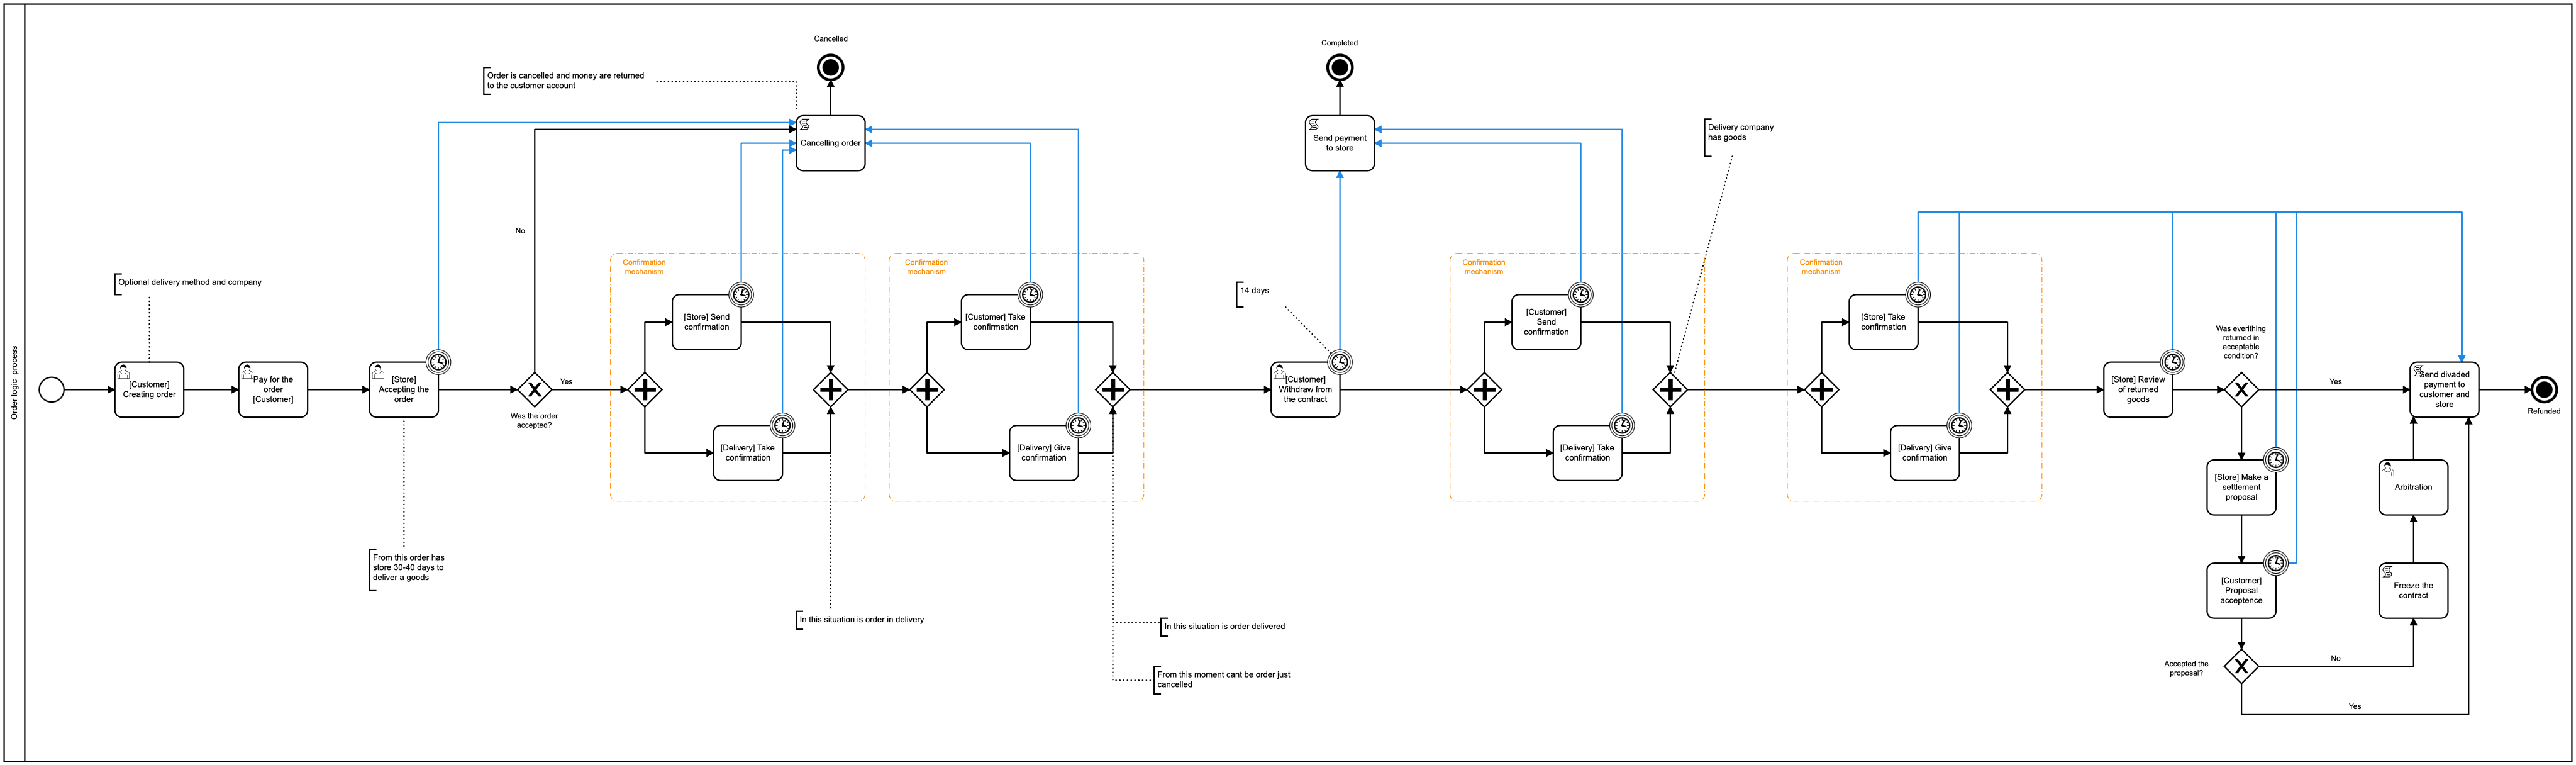 Order logic process
Cancelled
Completed
Order is cancelled and money are returned
to the customer account
Cancelling order
Send payment
to store
Delivery company
has goods
No
Optional delivery method and company
Confirmation
mechanism
Confirmation
mechanism
14 days
Confirmation
mechanism
Confirmation
mechanism
[Store] Send
confirmation
[Customer] Take
confirmation
[Customer]
Send
confirmation
[Store] Take
confirmation
[Customer]
Creating order
Pay for the
order
[Customer]
[Store]
Accepting the
order
Was the order
accepted?
Yes
[Delivery] Take
confirmation
[Delivery] Give
confirmation
[Customer]
Withdraw from
the contract
[Delivery] Take
confirmation
[Delivery] Give
confirmation
[Store] Review
of returned
goods
Was everithing
returned in
acceptable
condition?
Yes
Send divaded
payment to
customer and
store
Refunded
[Store] Make a
settlement
proposal
Arbitration
From this order has
store 30-40 days to
deliver a goods
[Customer]
Proposal
acceptence
Freeze the
contract
In this situation is order in delivery
In this situation is order delivered
From this moment cant be order just
cancelled
Accepted the
proposal?
No
Yes